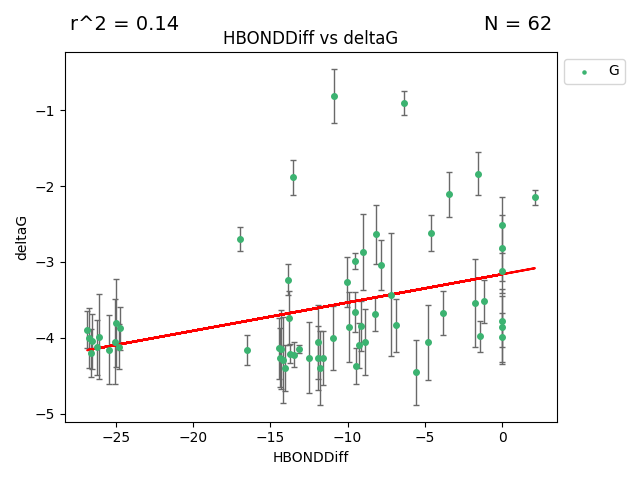 r^2 = 0.14
N = 62
HBONDDiff vs deltaG
G
−1
−2
−3
−4
−5
deltaG
−25
−20
−15
−10
−5
0
HBONDDiff